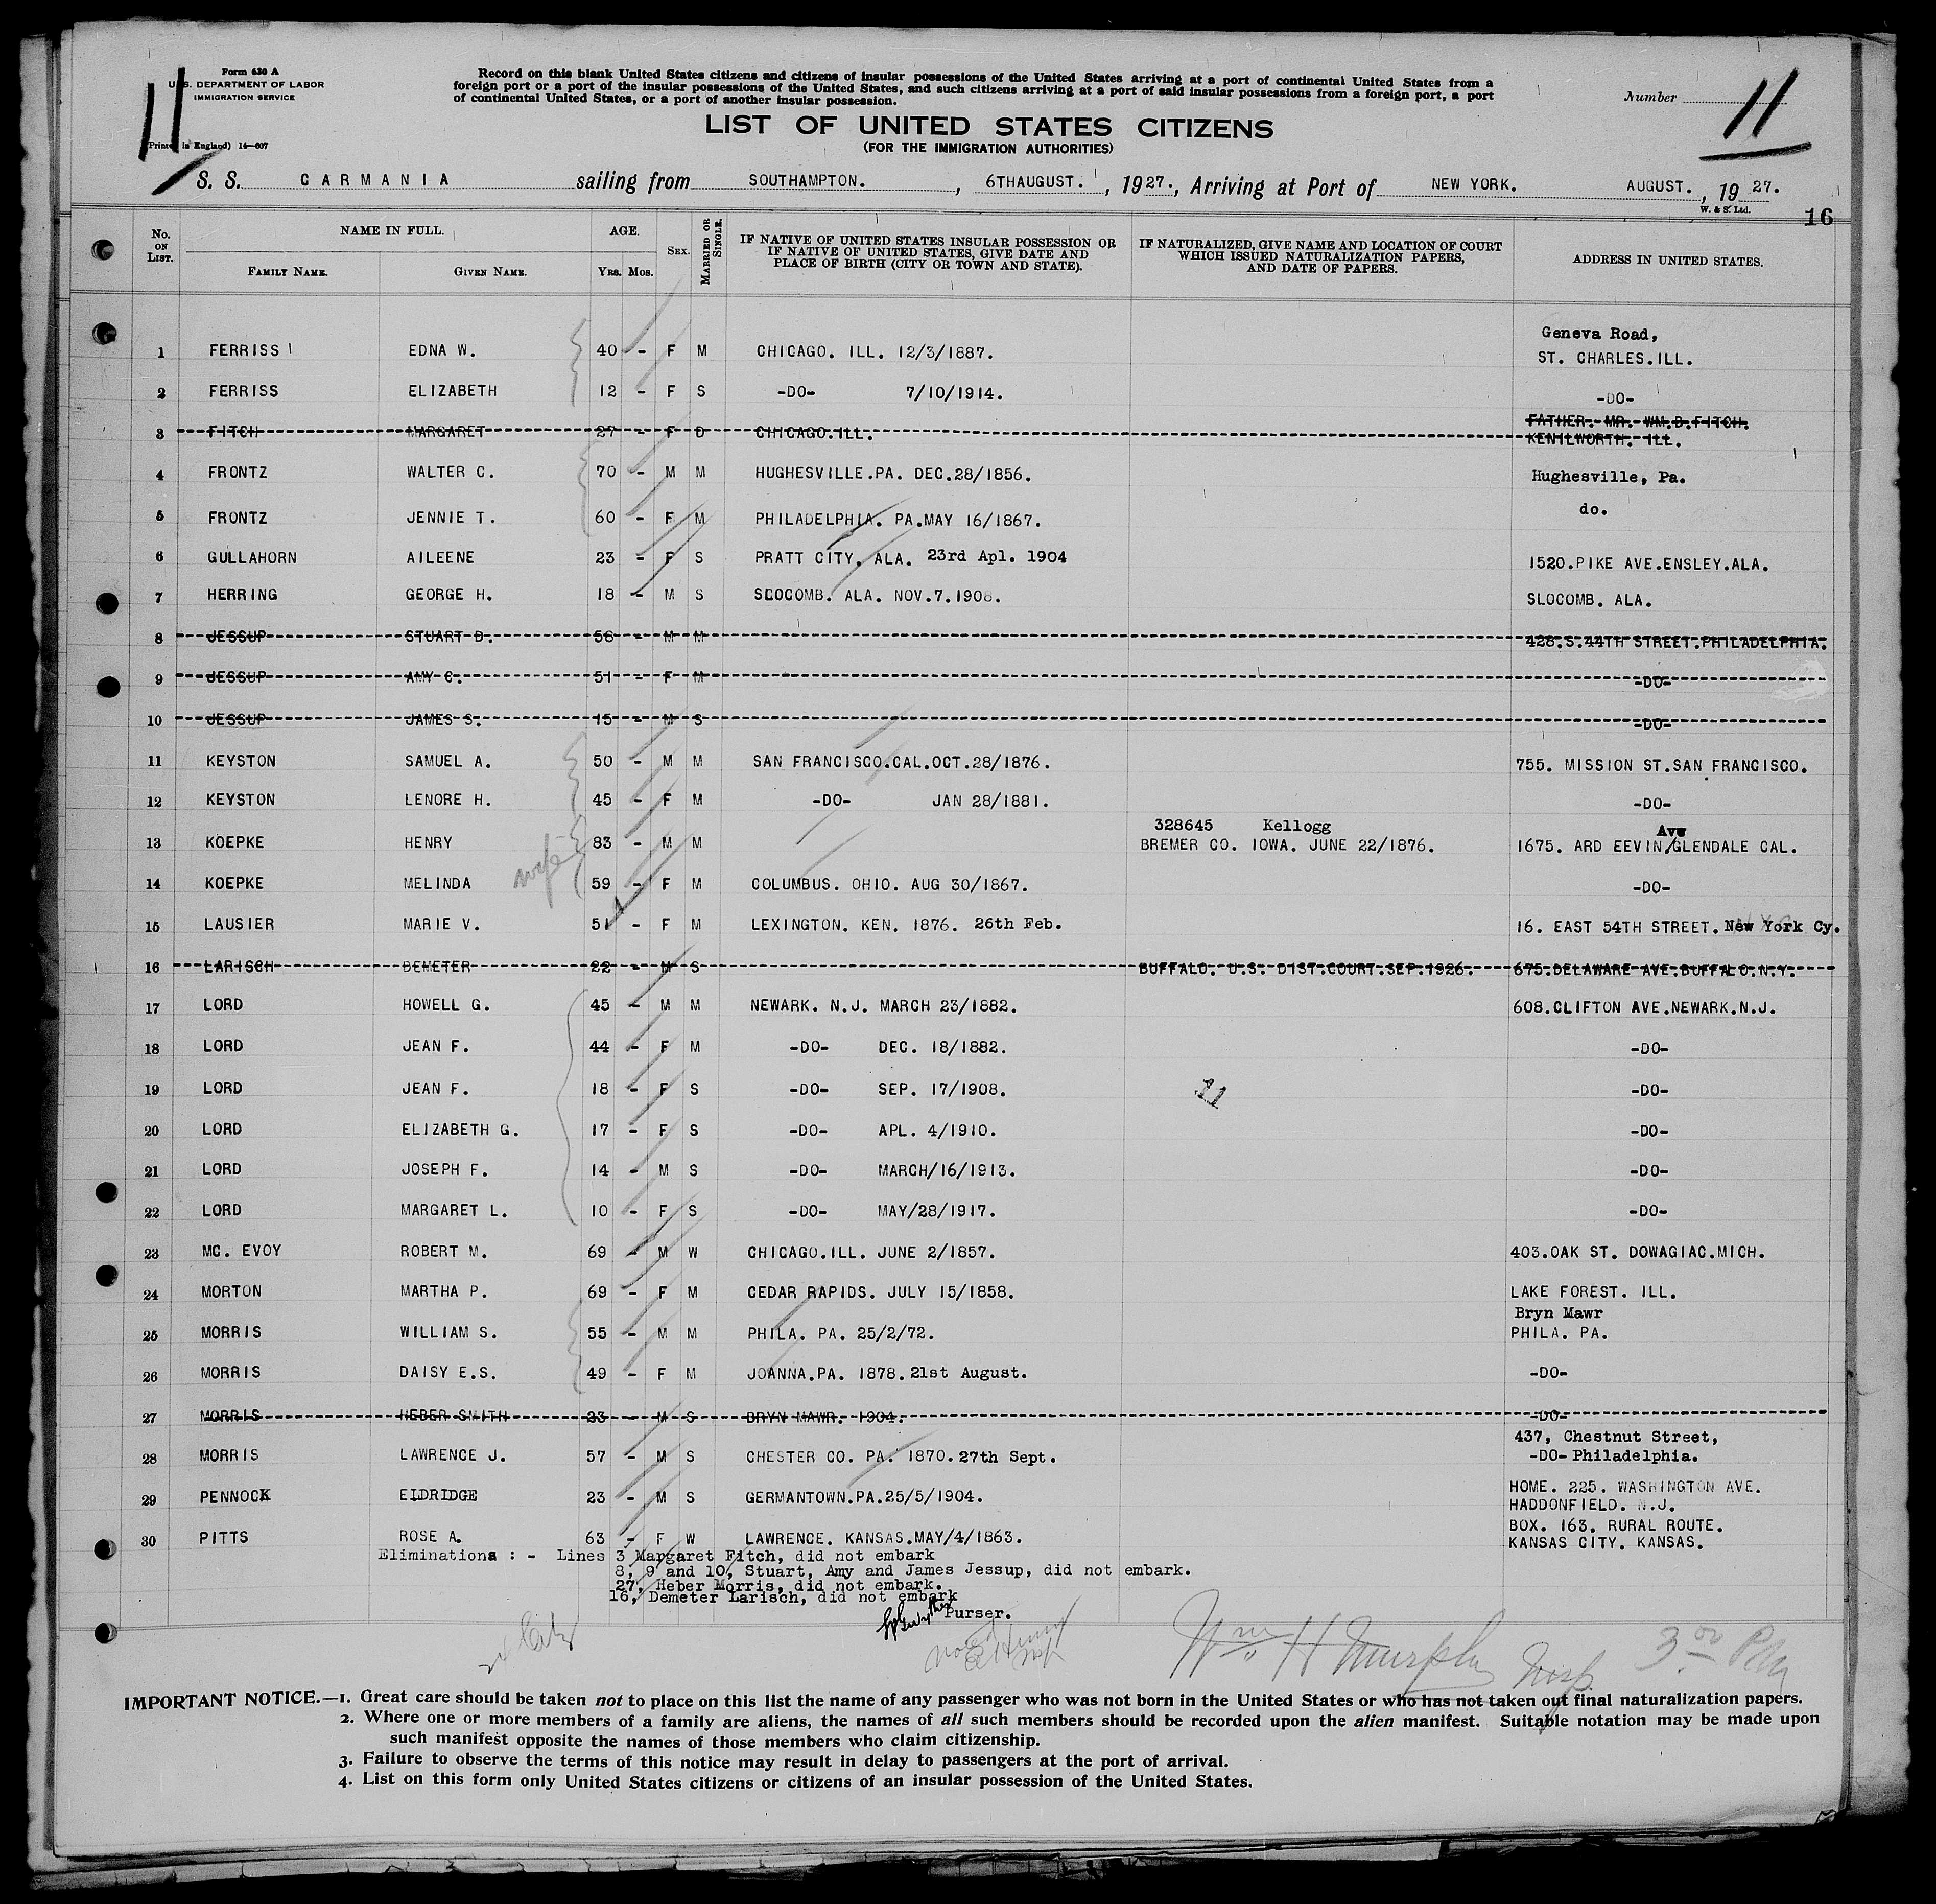 Form 630 A
U.S. DEPARTMENT OF LABOR
IMMIGRATION SERVICE
(Printed in England) 14—607
11
Record on this blank United States citizens and citizens of insular possessions of the United States arriving at a port of continental United States from a
foreign port or a port of the insular possessions of the United States, and such citizens arriving at a port of said insular possessions from a foreign port, a port
of continental United States, or a port of another insular possession.
Number 11
LIST OF UNITED STATES CITIZENS
(FOR THE IMMIGRATION AUTHORITIES)
S. S. CARMANIA sailing from SOUTHAMPTON. , 6THAUGUST. , 1927., Arriving at Port of NEW YORK. AUGUST. , 19 27.
W. & S. Ltd.
16
No. ON LIST. NAME IN FULL. AGE. SEX. MARRIED OR SINGLE. IF NATIVE OF UNITED STATES INSULAR POSSESSION OR IF NATIVE OF UNITED STATES, GIVE DATE AND PLACE OF BIRTH (CITY OR TOWN AND STATE). IF NATURALIZED, GIVE NAME AND LOCATION OF COURT WHICH ISSUED NATURALIZATION PAPERS, AND DATE OF PAPERS. ADDRESS IN UNITED STATES.
FAMILY NAME. GIVEN NAME. YRS. MOS.
Geneva Road,
1 FERRISS EDNA W. 40 - F M CHICAGO. ILL. 12/3/1887. ST. CHARLES.ILL.
2 FERRISS ELIZABETH 12 - F S -DO- 7/10/1914. -DO-
3 FITCH MARGARET 27 - F D CHICAGO.ILL. FATHER. MR. WM.D.FITCH.
KENILWORTH. ILL.
4 FRONTZ WALTER C. 70 - M M HUGHESVILLE.PA. DEC.28/1856. Hughesville, Pa.
5 FRONTZ JENNIE T. 60 - F M PHILADELPHIA. PA.MAY 16/1867. do.
6 GULLAHORN AILEENE 23 - F S PRATT CITY. ALA. 23rd Apl. 1904 1520.PIKE AVE.ENSLEY.ALA.
7 HERRING GEORGE H. 18 - M S SLOCOMB. ALA. NOV.7.1908. SLOCOMB. ALA.
8 JESSUP STUART D. 56 - M M 428.S.44TH STREET.PHILADELPHIA.
9 JESSUP AMY C. 51 - F M -DO-
10 JESSUP JAMES S. 15 - M S -DO-
11 KEYSTON SAMUEL A. 50 - M M SAN FRANCISCO.CAL.OCT.28/1876. 755. MISSION ST.SAN FRANCISCO.
12 KEYSTON LENORE H. 45 - F M -DO- JAN 28/1881. -DO-
328645 Kellogg Ave
13 KOEPKE HENRY 83 - M M BREMER CO. IOWA. JUNE 22/1876. 1675. ARD EEVIN/GLENDALE CAL.
wife
14 KOEPKE MELINDA 59 - F M COLUMBUS. OHIO. AUG 30/1867. -DO-
15 LAUSIER MARIE V. 51 - F M LEXINGTON. KEN. 1876. 26th Feb. 16. EAST 54TH STREET. New York Cy.
16 LARISCH DEMETER 22 - M S BUFFALO. U.S. DIST.COURT.SEP.1926. 675.DELAWARE AVE.BUFFALO.N.Y.
17 LORD HOWELL G. 45 - M M NEWARK. N.J. MARCH 23/1882. 608.CLIFTON AVE.NEWARK.N.J.
18 LORD JEAN F. 44 - F M -DO- DEC. 18/1882. -DO-
19 LORD JEAN F. 18 - F S -DO- SEP. 17/1908. 11 -DO-
20 LORD ELIZABETH G. 17 - F S -DO- APL. 4/1910. -DO-
21 LORD JOSEPH F. 14 - M S -DO- MARCH/16/1913. -DO-
22 LORD MARGARET L. 10 - F S -DO- MAY/28/1917. -DO-
23 MC. EVOY ROBERT M. 69 - M W CHICAGO.ILL. JUNE 2/1857. 403.OAK ST. DOWAGIAC.MICH.
24 MORTON MARTHA P. 69 - F M CEDAR RAPIDS. JULY 15/1858. LAKE FOREST. ILL.
Bryn Mawr
25 MORRIS WILLIAM S. 55 - M M PHILA. PA. 25/2/72. PHILA. PA.
26 MORRIS DAISY E.S. 49 - F M JOANNA.PA. 1878. 21st August. -DO-
27 MORRIS HEBER SMITH 23 - M S BRYN MAWR. 1904. -DO-
437, Chestnut Street,
28 MORRIS LAWRENCE J. 57 - M S CHESTER CO. PA. 1870. 27th Sept. -DO- Philadelphia.
29 PENNOCK ELDRIDGE 23 - M S GERMANTOWN.PA.25/5/1904. HOME. 225. WASHINGTON AVE.
HADDONFIELD. N.J.
30 PITTS ROSE A. 63 - F W LAWRENCE. KANSAS.MAY/4/1863. BOX. 163. RURAL ROUTE.
KANSAS CITY. KANSAS.
Eliminations : - Lines 3 Margaret Fitch, did not embark
8, 9 and 10, Stuart, Amy and James Jessup, did not embark.
27, Heber Morris, did not embark.
16, Demeter Larisch, did not embark
Purser.
Wm H Murphy Insp. 3
IMPORTANT NOTICE.—1. Great care should be taken not to place on this list the name of any passenger who was not born in the United States or who has not taken out final naturalization papers.
2. Where one or more members of a family are aliens, the names of all such members should be recorded upon the alien manifest. Suitable notation may be made upon
such manifest opposite the names of those members who claim citizenship.
3. Failure to observe the terms of this notice may result in delay to passengers at the port of arrival.
4. List on this form only United States citizens or citizens of an insular possession of the United States.